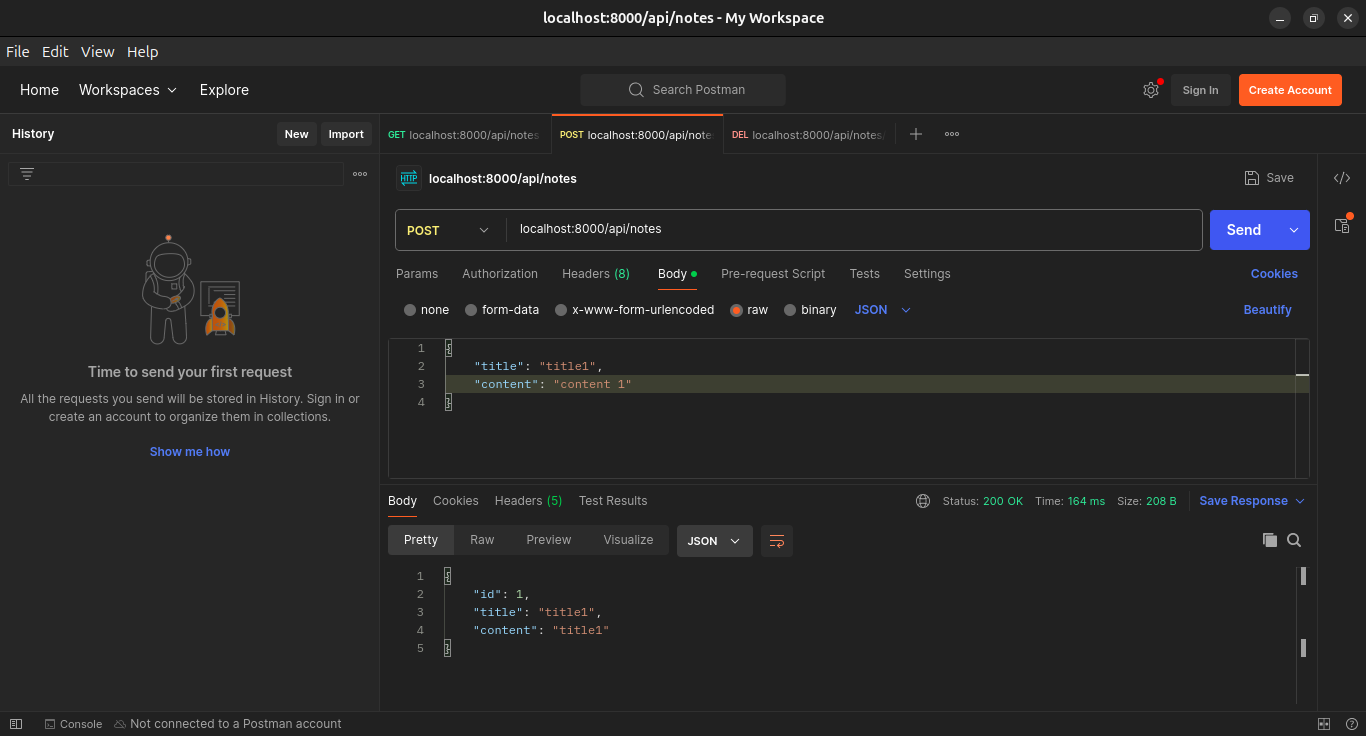 localhost:8000/api/notes - My Workspace
File Edit View Help
Home Workspaces Explore
Search Postman
Sign In
Create Account
History
New
Import
GET localhost:8000/api/notes
POST localhost:8000/api/note
DEL localhost:8000/api/notes/
HTTP localhost:8000/api/notes
Save
POST
localhost:8000/api/notes
Send
Params Authorization Headers (8) Body Pre-request Script Tests Settings
Cookies
none form-data x-www-form-urlencoded raw binary JSON
Beautify
1 {
2 "title": "title1",
3 "content": "content 1"
4 }
Time to send your first request
All the requests you send will be stored in History. Sign in or
create an account to organize them in collections.
Show me how
Body Cookies Headers (5) Test Results
Status: 200 OK Time: 164 ms Size: 208 B
Save Response
Pretty Raw Preview Visualize
JSON
1 {
2 "id": 1,
3 "title": "title1",
4 "content": "title1"
5 }
Console
Not connected to a Postman account